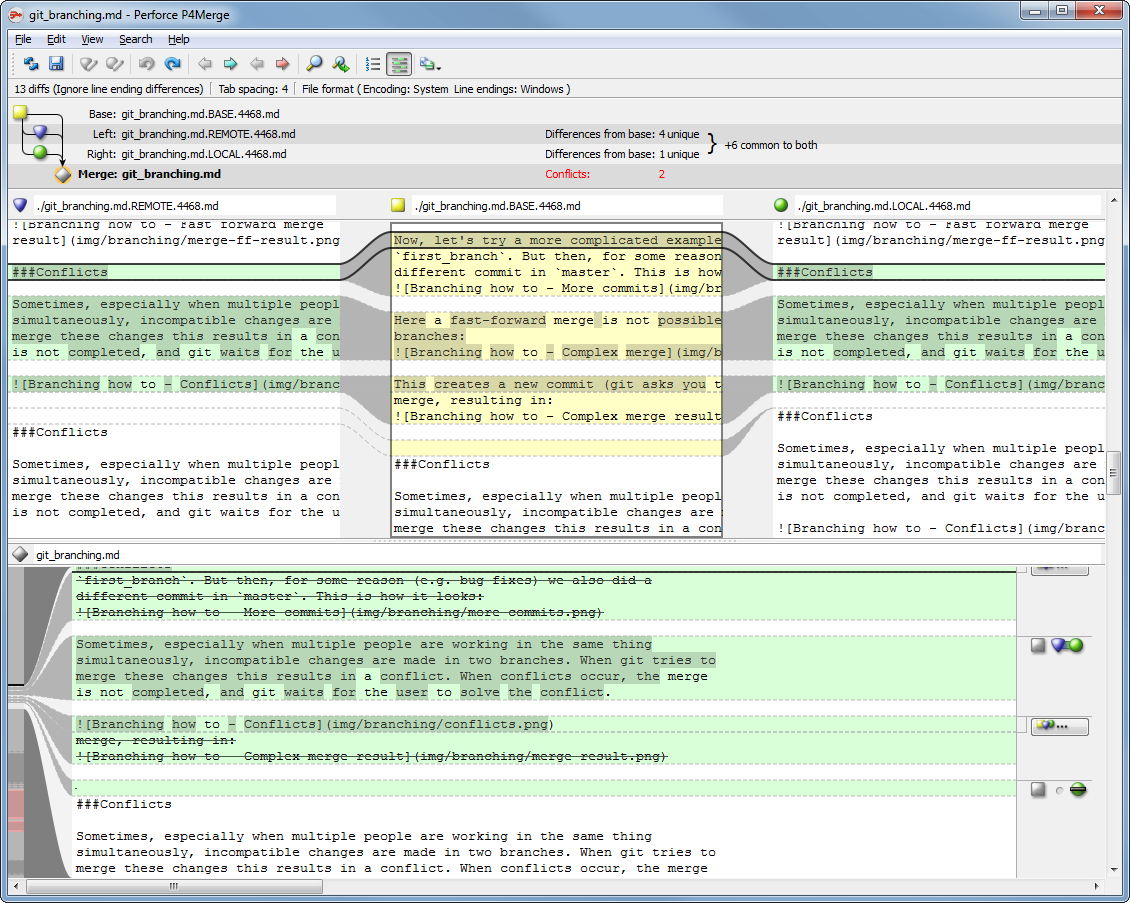 git_branching.md - Perforce P4Merge
File Edit View Search Help
13 diffs (Ignore line ending differences) Tab spacing: 4 File format ( Encoding: System Line endings: Windows )
Base: git_branching.md.BASE.4468.md
Left: git_branching.md.REMOTE.4468.md Differences from base: 4 unique
Right: git_branching.md.LOCAL.4468.md Differences from base: 1 unique
+6 common to both
Merge: git_branching.md Conflicts: 2
./git_branching.md.REMOTE.4468.md
![Branching how to - Fast forward merge
result](img/branching/merge-ff-result.png
###Conflicts
Sometimes, especially when multiple peopl
simultaneously, incompatible changes are
merge these changes this results in a con
is not completed, and git waits for the u
![Branching how to - Conflicts](img/branc
###Conflicts
Sometimes, especially when multiple peopl
simultaneously, incompatible changes are
merge these changes this results in a con
is not completed, and git waits for the u
./git_branching.md.BASE.4468.md
Now, let's try a more complicated example
`first_branch`. But then, for some reason
different commit in `master`. This is how
![Branching how to - More commits](img/br
Here a fast-forward merge is not possible
branches:
![Branching how to - Complex merge](img/b
This creates a new commit (git asks you t
merge, resulting in:
![Branching how to - Complex merge result
###Conflicts
Sometimes, especially when multiple peopl
simultaneously, incompatible changes are
merge these changes this results in a con
./git_branching.md.LOCAL.4468.md
![Branching how to - Fast forward merge
result](img/branching/merge-ff-result.png
###Conflicts
Sometimes, especially when multiple peopl
simultaneously, incompatible changes are
merge these changes this results in a con
is not completed, and git waits for the u
![Branching how to - Conflicts](img/branc
###Conflicts
Sometimes, especially when multiple peopl
simultaneously, incompatible changes are
merge these changes this results in a con
is not completed, and git waits for the u
![Branching how to - Conflicts](img/branc
git_branching.md
###Conflicts
`first_branch`. But then, for some reason (e.g. bug fixes) we also did a
different commit in `master`. This is how it looks:
![Branching how to - More commits](img/branching/more-commits.png)
Sometimes, especially when multiple people are working in the same thing
simultaneously, incompatible changes are made in two branches. When git tries to
merge these changes this results in a conflict. When conflicts occur, the merge
is not completed, and git waits for the user to solve the conflict.
![Branching how to - Conflicts](img/branching/conflicts.png)
merge, resulting in:
![Branching how to - Complex merge result](img/branching/merge-result.png)
###Conflicts
Sometimes, especially when multiple people are working in the same thing
simultaneously, incompatible changes are made in two branches. When git tries to
merge these changes this results in a conflict. When conflicts occur, the merge